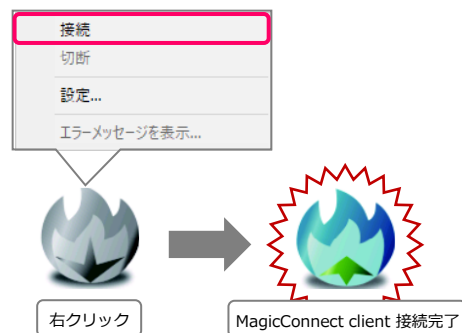 接続
切断
設定...
エラーメッセージを表示...
右クリック
MagicConnect client 接続完了